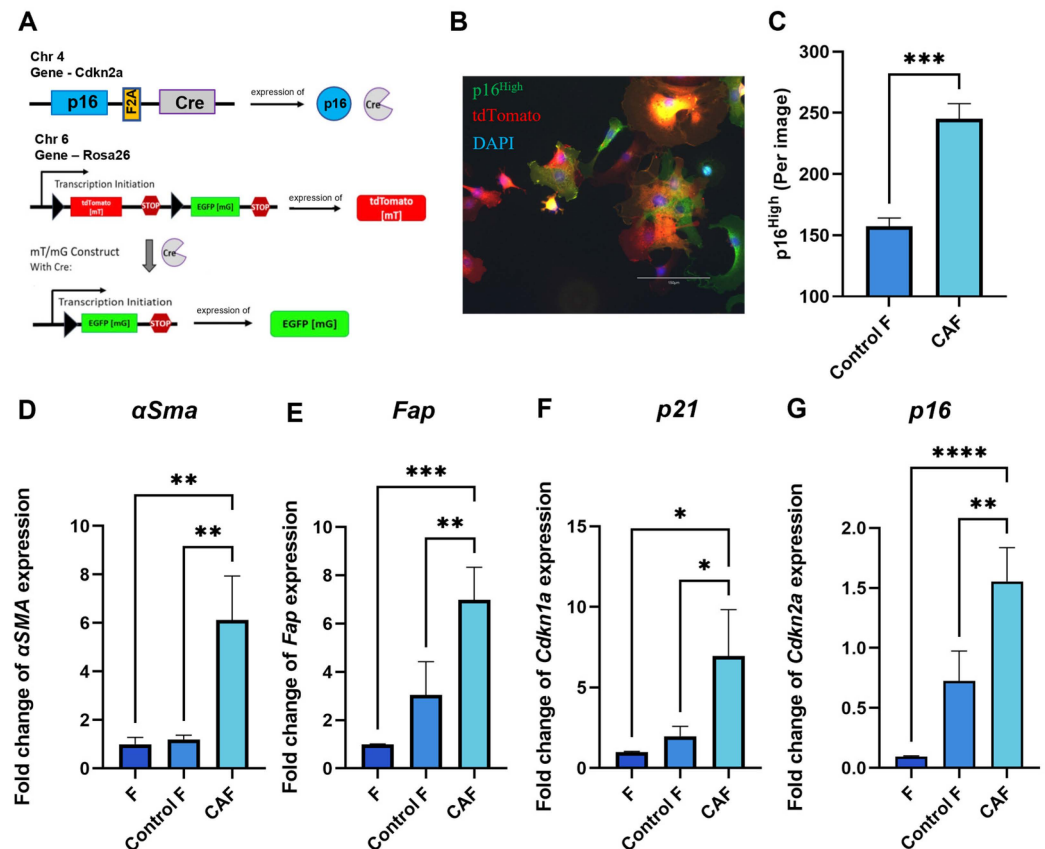 A
Chr 4
Gene - Cdkn2a
p16
F2A
Cre
expression of
p16
Cre
Chr 6
Gene – Rosa26
Transcription Initiation
tdTomato
[mT]
STOP
EGFP [mG]
STOP
expression of
tdTomato
[mT]
mT/mG Construct
With Cre:
Cre
Transcription Initiation
EGFP [mG]
STOP
expression of
EGFP [mG]
B
p16High
tdTomato
DAPI
100µm
C
p16High (Per image)
300
250
200
150
100
***
Control F
CAF
D
αSma
Fold change of αSMA expression
10
8
6
4
2
0
**
**
F
Control F
CAF
E
Fap
Fold change of Fap expression
10
8
6
4
2
0
***
**
F
Control F
CAF
F
p21
Fold change of Cdkn1a expression
15
10
5
0
*
*
F
Control F
CAF
G
p16
Fold change of Cdkn2a expression
2.0
1.5
1.0
0.5
0.0
****
**
F
Control F
CAF